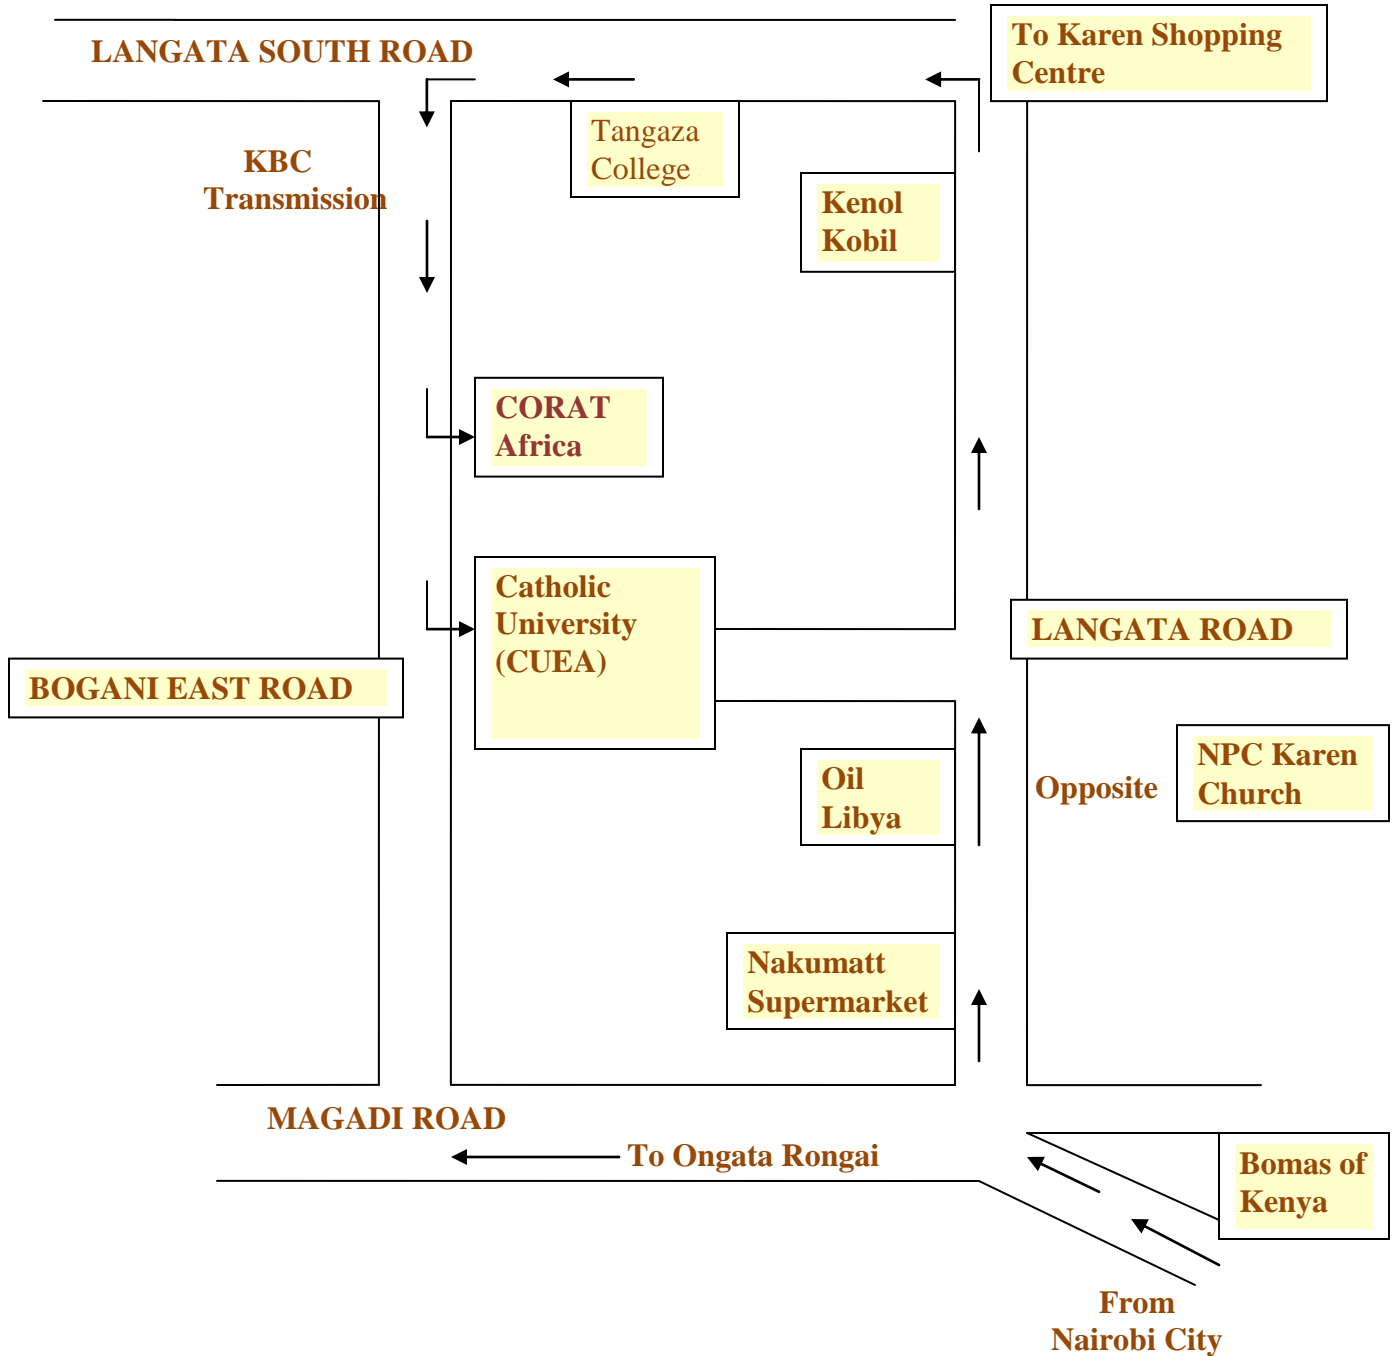 LANGATA SOUTH ROAD
To Karen Shopping
Centre
Tangaza
College
KBC
Transmission
Kenol
Kobil
CORAT
Africa
Catholic
University
(CUEA)
LANGATA ROAD
BOGANI EAST ROAD
Oil
Libya
Opposite
NPC Karen
Church
Nakumatt
Supermarket
MAGADI ROAD
To Ongata Rongai
Bomas of
Kenya
From
Nairobi City